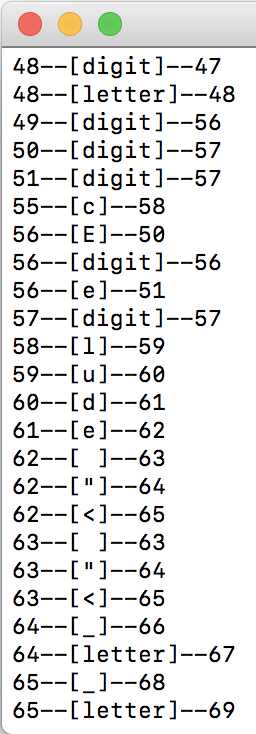 48--[digit]--47
48--[letter]--48
49--[digit]--56
50--[digit]--57
51--[digit]--57
55--[c]--58
56--[E]--50
56--[digit]--56
56--[e]--51
57--[digit]--57
58--[l]--59
59--[u]--60
60--[d]--61
61--[e]--62
62--[ ]--63
62--["]--64
62--[<]--65
63--[ ]--63
63--["]--64
63--[<]--65
64--[_]--66
64--[letter]--67
65--[_]--68
65--[letter]--69